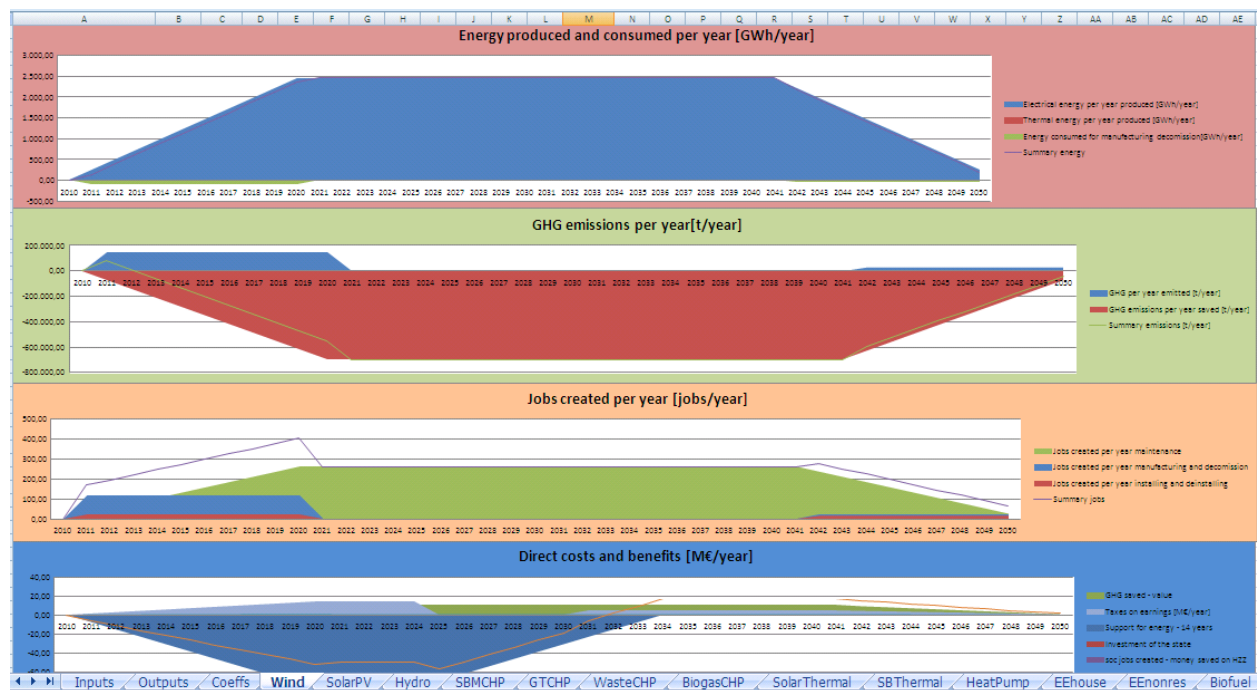 A B C D E F G H I J K L M N O P Q R S T U V W X Y Z AA AB AC AD AE
Energy produced and consumed per year [GWh/year]
3.000,00
2.500,00
2.000,00
1.500,00
1.000,00
500,00
0,00
-500,00
2010 2011 2012 2013 2014 2015 2016 2017 2018 2019 2020 2021 2022 2023 2024 2025 2026 2027 2028 2029 2030 2031 2032 2033 2034 2035 2036 2037 2038 2039 2040 2041 2042 2043 2044 2045 2046 2047 2048 2049 2050
Electrical energy per year produced [GWh/year]
Thermal energy per year produced [GWh/year]
Energy consumed for manufacturing decomission[GWh/year]
Summary energy
GHG emissions per year[t/year]
200.000,00
0,00
-200.000,00
-400.000,00
-600.000,00
-800.000,00
2010 2011 2012 2013 2014 2015 2016 2017 2018 2019 2020 2021 2022 2023 2024 2025 2026 2027 2028 2029 2030 2031 2032 2033 2034 2035 2036 2037 2038 2039 2040 2041 2042 2043 2044 2045 2046 2047 2048 2049 2050
GHG per year emitted [t/year]
GHG emissions per year saved [t/year]
Summary emissions [t/year]
Jobs created per year [jobs/year]
500,00
400,00
300,00
200,00
100,00
0,00
2010 2011 2012 2013 2014 2015 2016 2017 2018 2019 2020 2021 2022 2023 2024 2025 2026 2027 2028 2029 2030 2031 2032 2033 2034 2035 2036 2037 2038 2039 2040 2041 2042 2043 2044 2045 2046 2047 2048 2049 2050
Jobs created per year maintenance
Jobs created per year manufacturing and decomission
Jobs created per year installing and deinstalling
Summary jobs
Direct costs and benefits [M€/year]
40,00
20,00
0,00
-20,00
-40,00
-60,00
2010 2011 2012 2013 2014 2015 2016 2017 2018 2019 2020 2021 2022 2023 2024 2025 2026 2027 2028 2029 2030 2031 2032 2033 2034 2035 2036 2037 2038 2039 2040 2041 2042 2043 2044 2045 2046 2047 2048 2049 2050
GHG saved - value
Taxes on earnings [M€/year]
Support for energy - 14 years
Investment of the state
soc jobs created - money saved on HZZ
Inputs Outputs Coeffs Wind SolarPV Hydro SBMCHP GTCHP WasteCHP BiogasCHP SolarThermal SBThermal HeatPump EEhouse EEnonres Biofuel